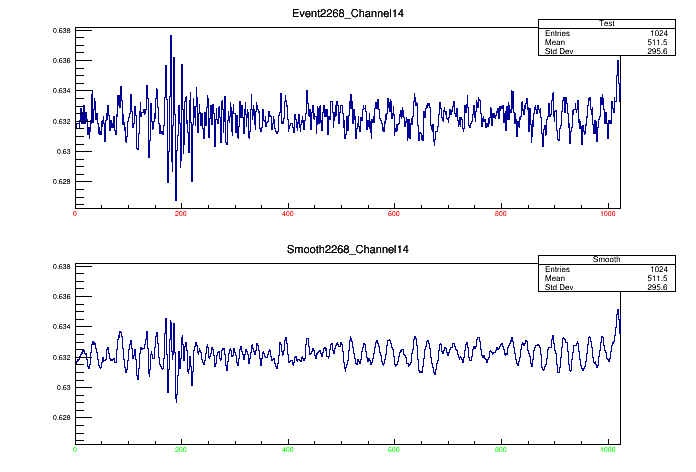 Event2268_Channel14
Test
Entries 1024
Mean 511.5
Std Dev 295.6
0.638
0.636
0.634
0.632
0.63
0.628
0 200 400 600 800 1000
Smooth2268_Channel14
Smooth
Entries 1024
Mean 511.5
Std Dev 295.6
0.638
0.636
0.634
0.632
0.63
0.628
0 200 400 600 800 1000